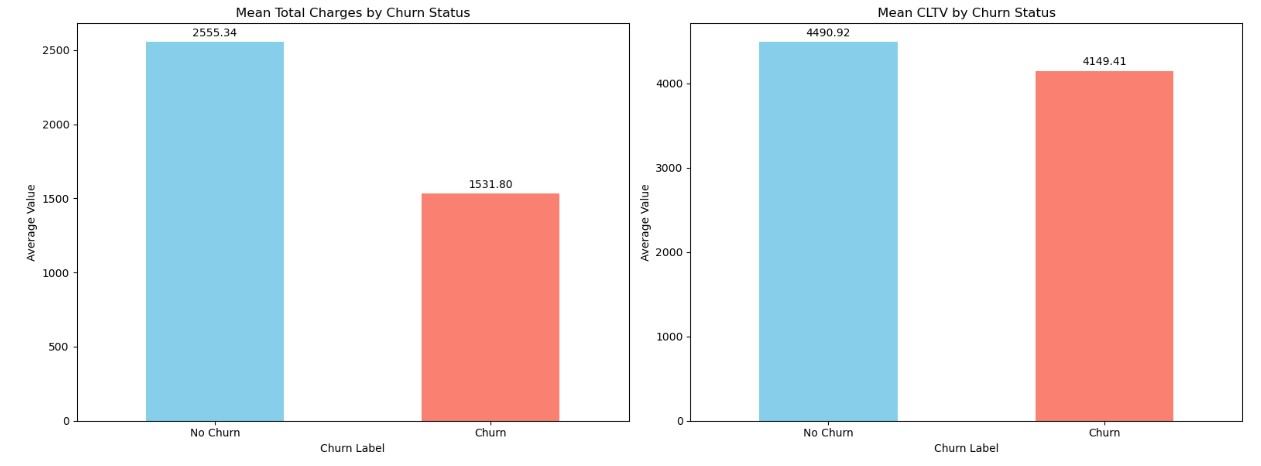 Mean Total Charges by Churn Status
2555.34
1531.80
2500
2000
1500
1000
500
0
Average Value
No Churn
Churn
Churn Label
Mean CLTV by Churn Status
4490.92
4149.41
4000
3000
2000
1000
0
Average Value
No Churn
Churn
Churn Label